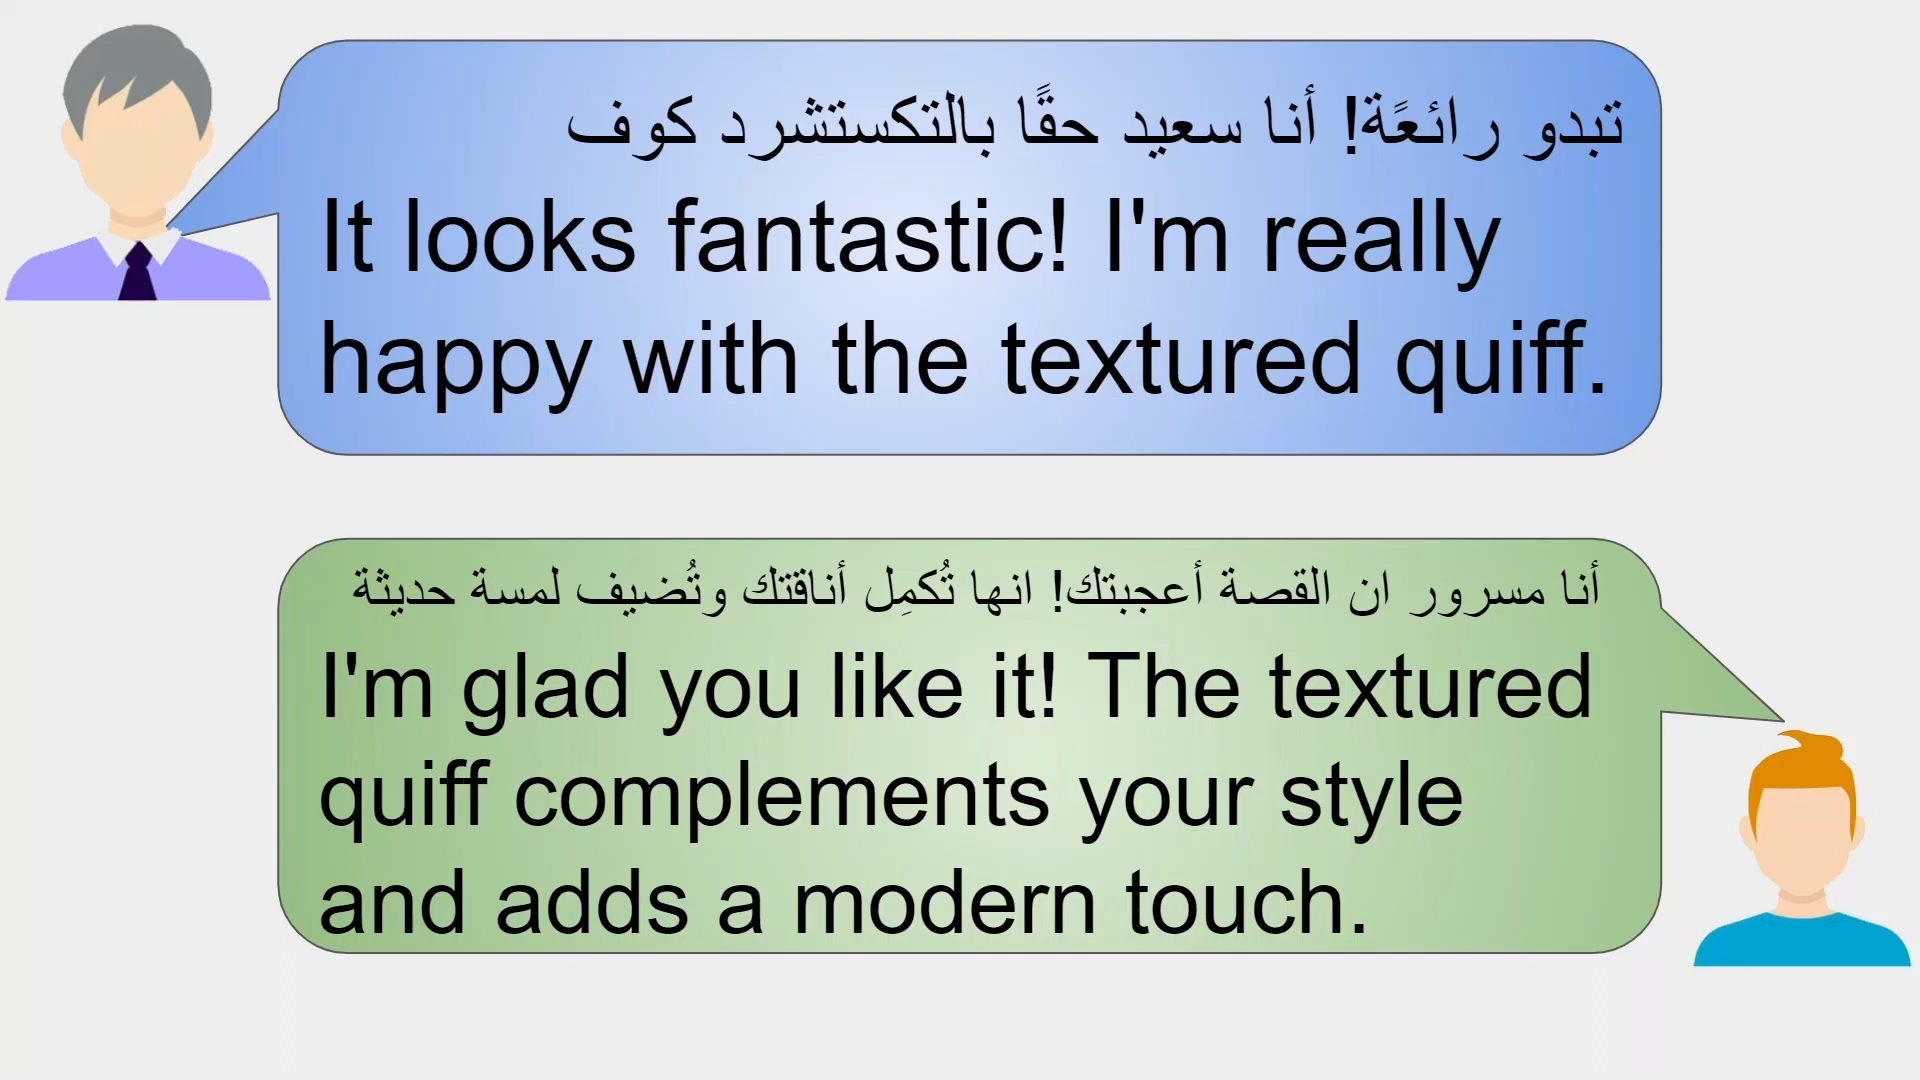 تبدو رائعًة! أنا سعيد حقًا بالتكستشرد كوف
It looks fantastic! I'm really
happy with the textured quiff.
أنا مسرور ان القصة أعجبتك! انها تُكمِل أناقتك وتُضيف لمسة حديثة
I'm glad you like it! The textured
quiff complements your style
and adds a modern touch.